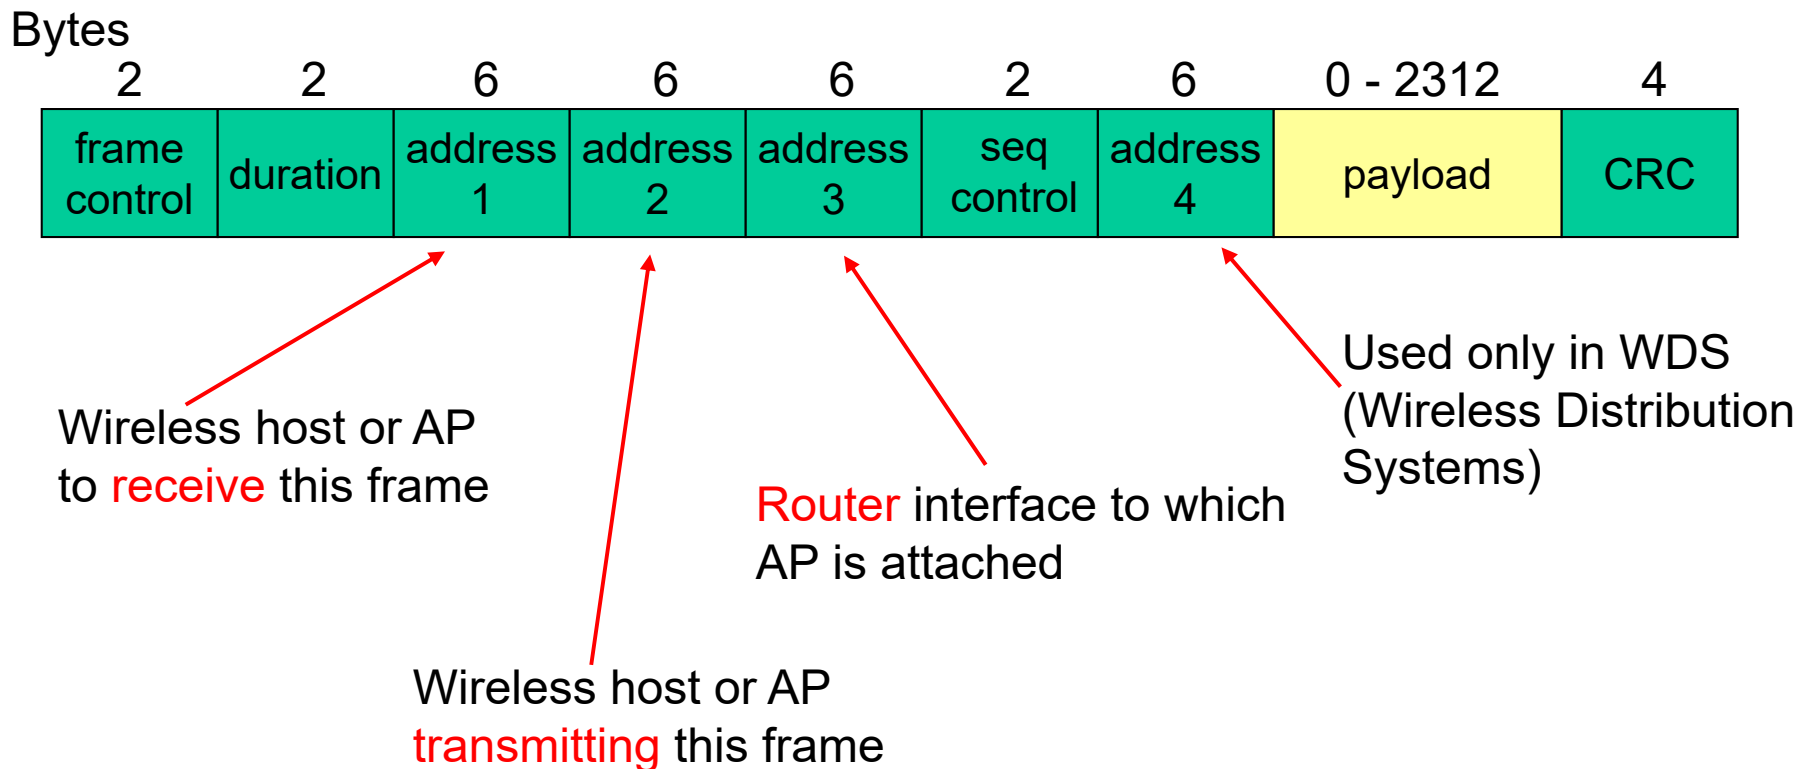 Bytes
2 2 6 6 6 2 6 0 - 2312 4
frame control duration address 1 address 2 address 3 seq control address 4 payload CRC
Wireless host or AP
to receive this frame
Wireless host or AP
transmitting this frame
Router interface to which
AP is attached
Used only in WDS
(Wireless Distribution
Systems)